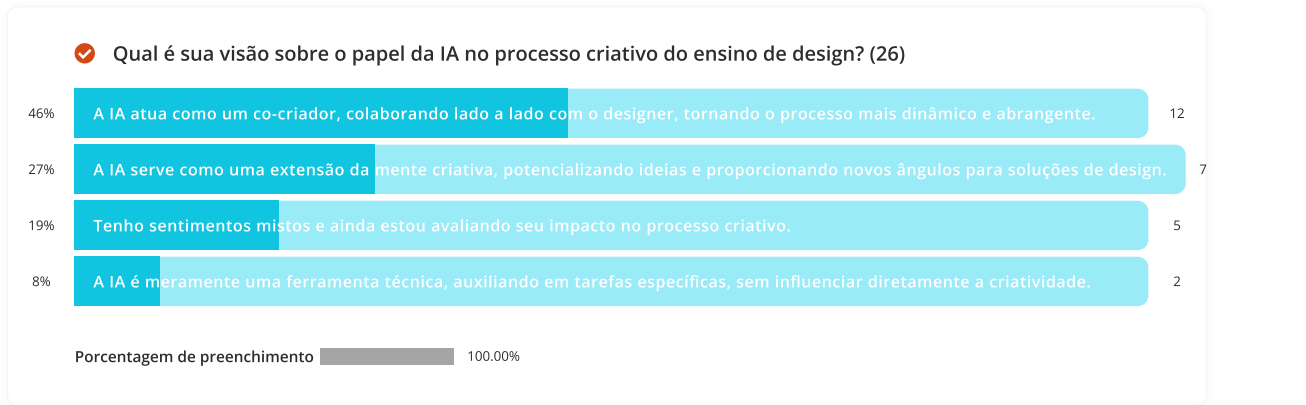 Qual é sua visão sobre o papel da IA no processo criativo do ensino de design? (26)
46% A IA atua como um co-criador, colaborando lado a lado com o designer, tornando o processo mais dinâmico e abrangente. 12
27% A IA serve como uma extensão da mente criativa, potencializando ideias e proporcionando novos ângulos para soluções de design. 7
19% Tenho sentimentos mistos e ainda estou avaliando seu impacto no processo criativo. 5
8% A IA é meramente uma ferramenta técnica, auxiliando em tarefas específicas, sem influenciar diretamente a criatividade. 2
Porcentagem de preenchimento 100.00%